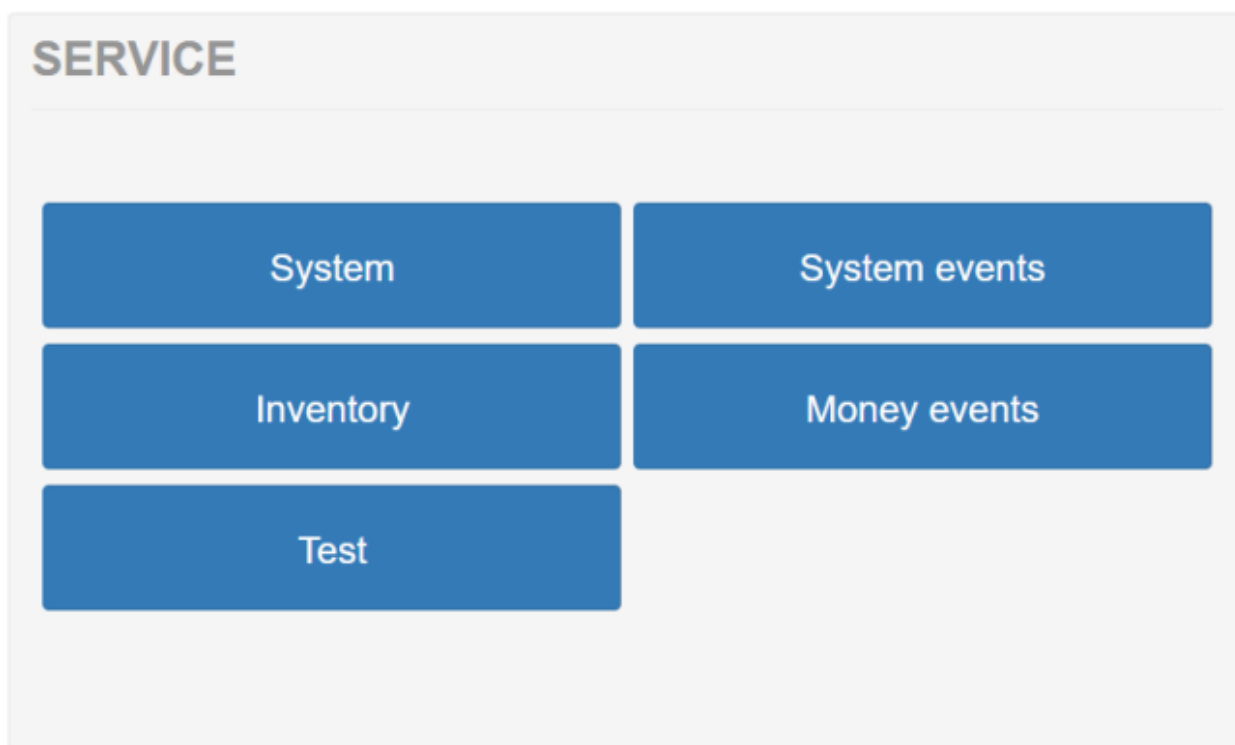 SERVICE
System
System events
Inventory
Money events
Test